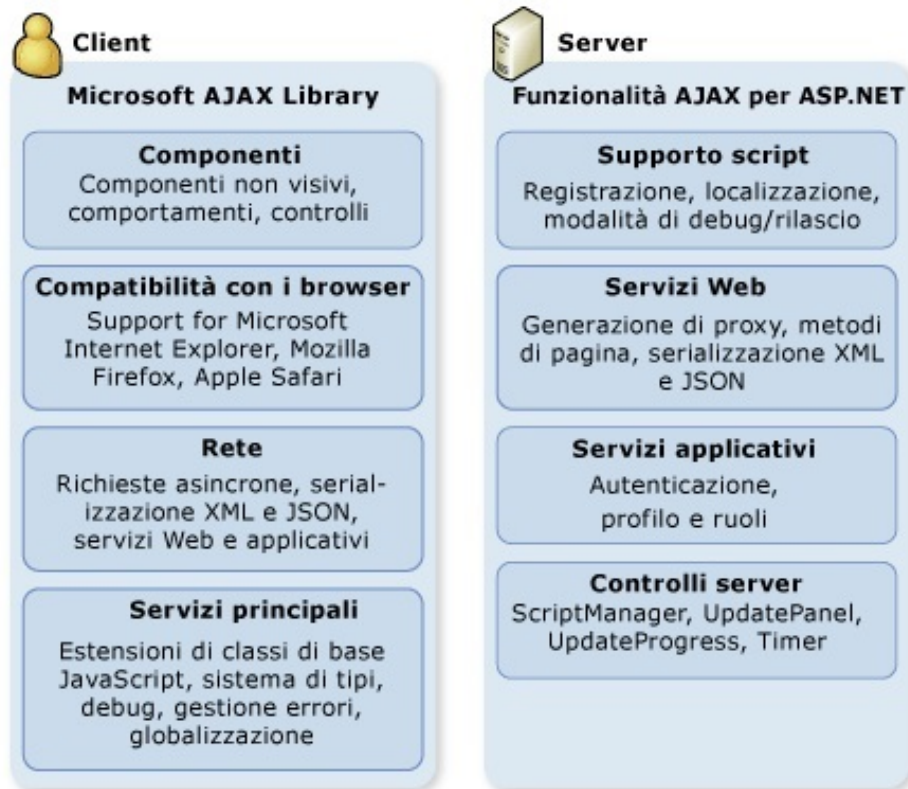 Client
Microsoft AJAX Library
Componenti
Componenti non visivi,
comportamenti, controlli
Compatibilità con i browser
Support for Microsoft
Internet Explorer, Mozilla
Firefox, Apple Safari
Rete
Richieste asincrone, serial-
izzazione XML e JSON,
servizi Web e applicativi
Servizi principali
Estensioni di classi di base
JavaScript, sistema di tipi,
debug, gestione errori,
globalizzazione
Server
Funzionalità AJAX per ASP.NET
Supporto script
Registrazione, localizzazione,
modalità di debug/rilascio
Servizi Web
Generazione di proxy, metodi
di pagina, serializzazione XML
e JSON
Servizi applicativi
Autenticazione,
profilo e ruoli
Controlli server
ScriptManager, UpdatePanel,
UpdateProgress, Timer